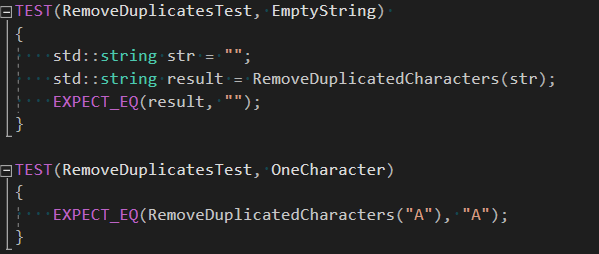 TEST(RemoveDuplicatesTest, EmptyString)
{
    std::string str = "";
    std::string result = RemoveDuplicatedCharacters(str);
    EXPECT_EQ(result, "");
}

TEST(RemoveDuplicatesTest, OneCharacter)
{
    EXPECT_EQ(RemoveDuplicatedCharacters("A"), "A");
}